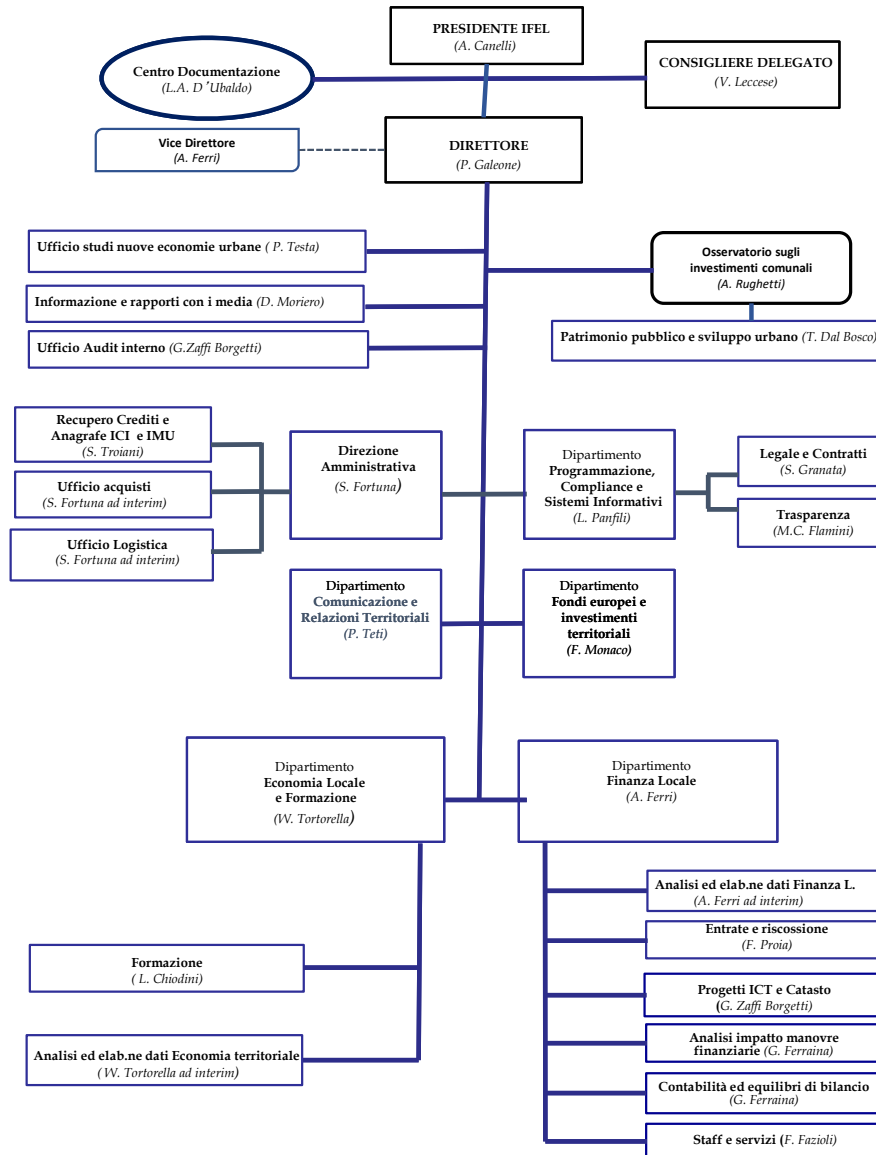 PRESIDENTE IFEL
(A. Canelli)
Centro Documentazione
(L.A. D'Ubaldo)
CONSIGLIERE DELEGATO
(V. Leccese)
Vice Direttore
(A. Ferri)
DIRETTORE
(P. Galeone)
Ufficio studi nuove economie urbane ( P. Testa)
Osservatorio sugli
investimenti comunali
(A. Rughetti)
Informazione e rapporti con i media (D. Moriero)
Patrimonio pubblico e sviluppo urbano (T. Dal Bosco)
Ufficio Audit interno (G.Zaffi Borgetti)
Recupero Crediti e
Anagrafe ICI e IMU
(S. Troiani)
Ufficio acquisti
(S. Fortuna ad interim)
Ufficio Logistica
(S. Fortuna ad interim)
Direzione
Amministrativa
(S. Fortuna)
Dipartimento
Programmazione,
Compliance e
Sistemi Informativi
(L. Panfili)
Legale e Contratti
(S. Granata)
Trasparenza
(M.C. Flamini)
Dipartimento
Comunicazione e
Relazioni Territoriali
(P. Teti)
Dipartimento
Fondi europei e
investimenti
territoriali
(F. Monaco)
Dipartimento
Economia Locale
e Formazione
(W. Tortorella)
Dipartimento
Finanza Locale
(A. Ferri)
Formazione
( L. Chiodini)
Analisi ed elab.ne dati Economia territoriale
(W. Tortorella ad interim)
Analisi ed elab.ne dati Finanza L.
(A. Ferri ad interim)
Entrate e riscossione
(F. Proia)
Progetti ICT e Catasto
(G. Zaffi Borgetti)
Analisi impatto manovre
finanziarie (G. Ferraina)
Contabilità ed equilibri di bilancio
(G. Ferraina)
Staff e servizi (F. Fazioli)